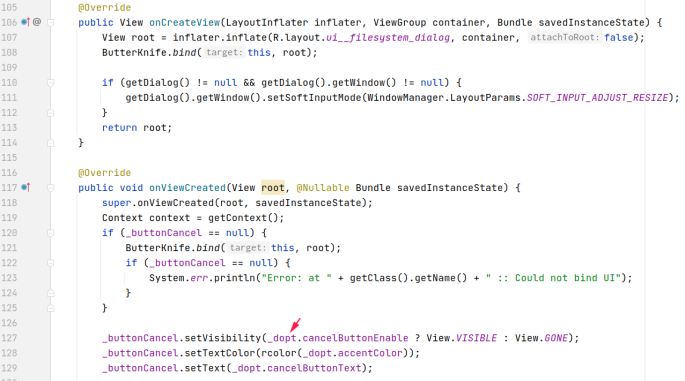 105 @Override
106 @ public View onCreateView(LayoutInflater inflater, ViewGroup container, Bundle savedInstanceState) {
107 View root = inflater.inflate(R.layout.ui__filesystem_dialog, container, attachToRoot: false);
108 ButterKnife.bind( target: this, root);
109
110 if (getDialog() != null && getDialog().getWindow() != null) {
111 getDialog().getWindow().setSoftInputMode(WindowManager.LayoutParams.SOFT_INPUT_ADJUST_RESIZE);
112 }
113 return root;
114 }
115
116 @Override
117 public void onViewCreated(View root, @Nullable Bundle savedInstanceState) {
118 super.onViewCreated(root, savedInstanceState);
119 Context context = getContext();
120 if (_buttonCancel == null) {
121 ButterKnife.bind( target: this, root);
122 if (_buttonCancel == null) {
123 System.err.println("Error: at " + getClass().getName() + " :: Could not bind UI");
124 }
125 }
126
127 _buttonCancel.setVisibility(_dopt.cancelButtonEnable ? View.VISIBLE : View.GONE);
128 _buttonCancel.setTextColor(rcolor(_dopt.accentColor));
129 _buttonCancel.setText(_dopt.cancelButtonText);